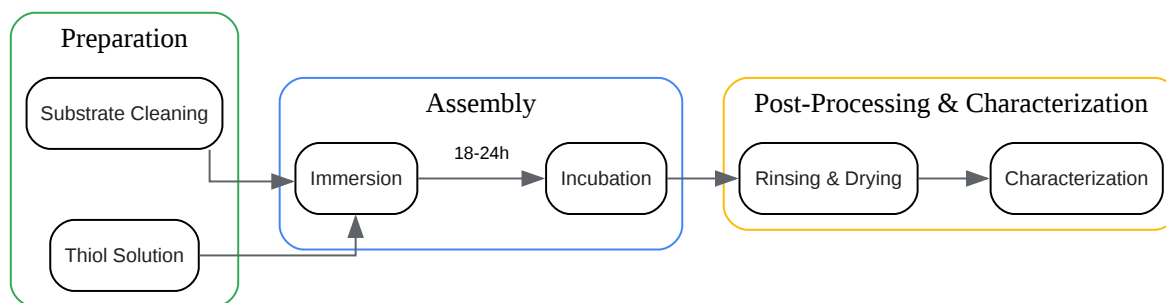 Preparation
Substrate Cleaning
Thiol Solution
Assembly
Immersion
18-24h
Incubation
Post-Processing & Characterization
Rinsing & Drying
Characterization